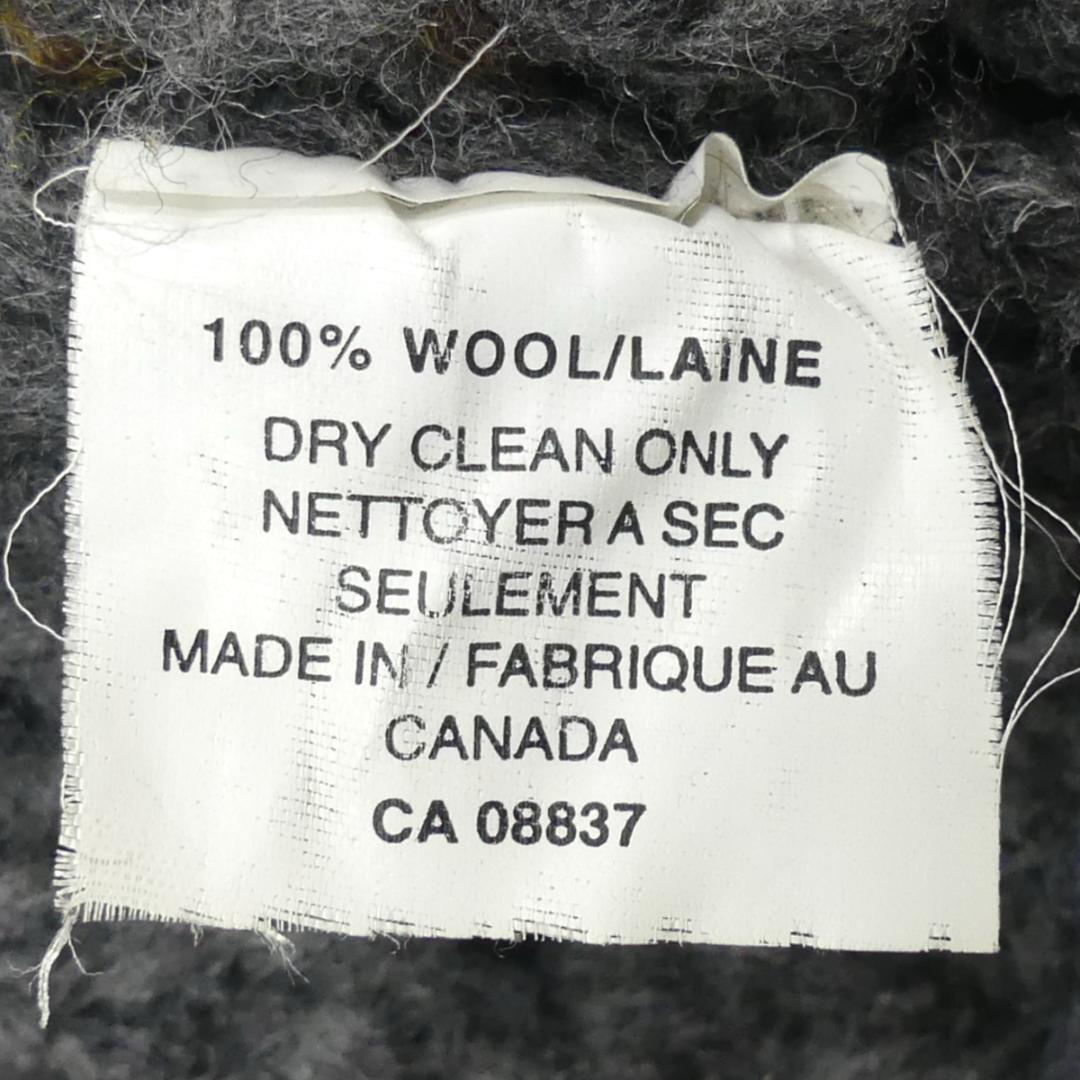 100% WOOL/LAINE
DRY CLEAN ONLY
NETTOYER A SEC
SEULEMENT
MADE IN / FABRIQUE AU
CANADA
CA 08837